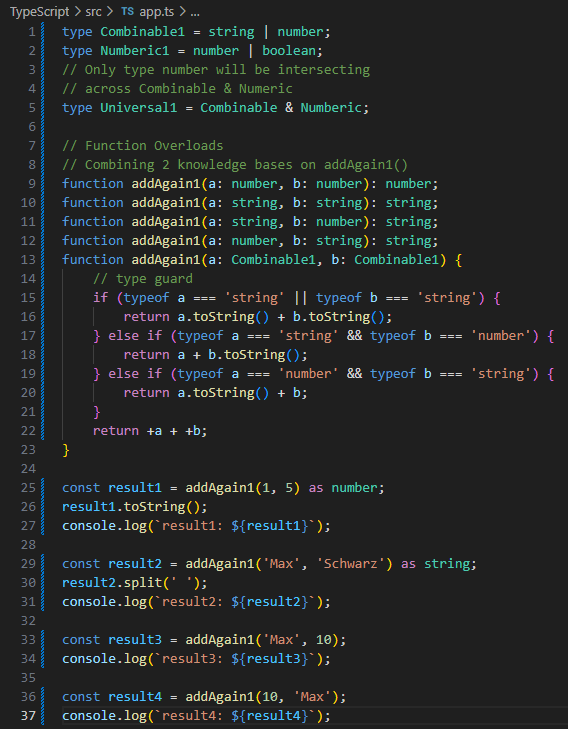 TypeScript > src > TS app.ts > ...
1 type Combinable1 = string | number;
2 type Numberic1 = number | boolean;
3 // Only type number will be intersecting
4 // across Combinable & Numeric
5 type Universal1 = Combinable & Numberic;
6
7 // Function Overloads
8 // Combining 2 knowledge bases on addAgain1()
9 function addAgain1(a: number, b: number): number;
10 function addAgain1(a: string, b: string): string;
11 function addAgain1(a: string, b: number): string;
12 function addAgain1(a: number, b: string): string;
13 function addAgain1(a: Combinable1, b: Combinable1) {
14     // type guard
15     if (typeof a === 'string' || typeof b === 'string') {
16         return a.toString() + b.toString();
17     } else if (typeof a === 'string' && typeof b === 'number') {
18         return a + b.toString();
19     } else if (typeof a === 'number' && typeof b === 'string') {
20         return a.toString() + b;
21     }
22     return +a + +b;
23 }
24
25 const result1 = addAgain1(1, 5) as number;
26 result1.toString();
27 console.log(`result1: ${result1}`);
28
29 const result2 = addAgain1('Max', 'Schwarz') as string;
30 result2.split(' ');
31 console.log(`result2: ${result2}`);
32
33 const result3 = addAgain1('Max', 10);
34 console.log(`result3: ${result3}`);
35
36 const result4 = addAgain1(10, 'Max');
37 console.log(`result4: ${result4}`);